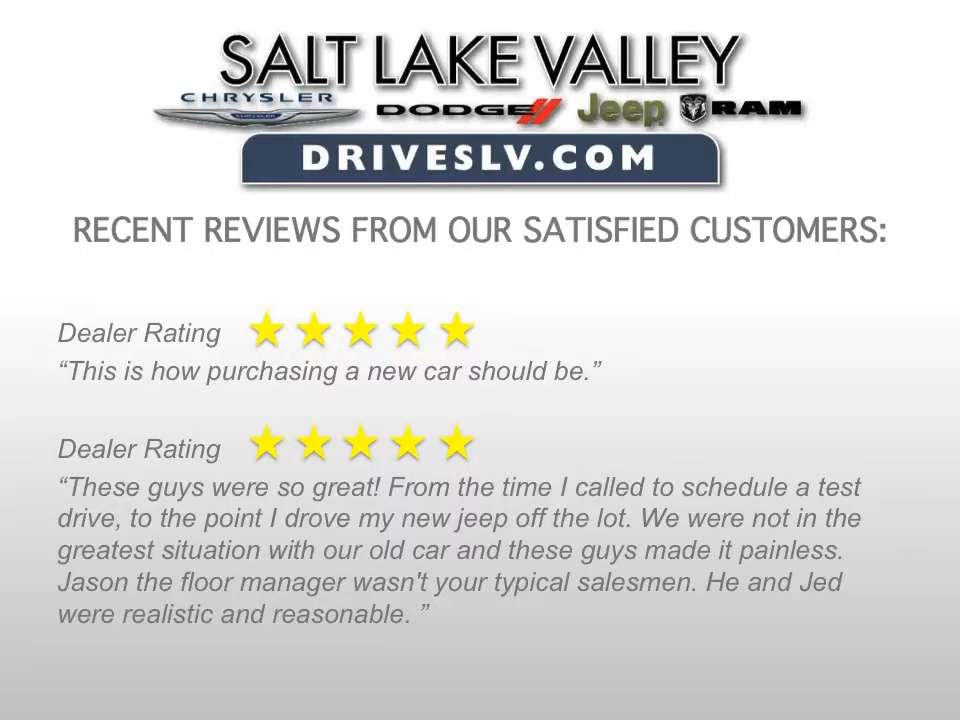 SALT LAKE VALLEY
CHRYSLER DODGE Jeep RAM
CHRYSLER
DRIVESLV.COM
RECENT REVIEWS FROM OUR SATISFIED CUSTOMERS:
Dealer Rating
“This is how purchasing a new car should be.”
Dealer Rating
“These guys were so great! From the time I called to schedule a test
drive, to the point I drove my new jeep off the lot. We were not in the
greatest situation with our old car and these guys made it painless.
Jason the floor manager wasn't your typical salesmen. He and Jed
were realistic and reasonable. ”